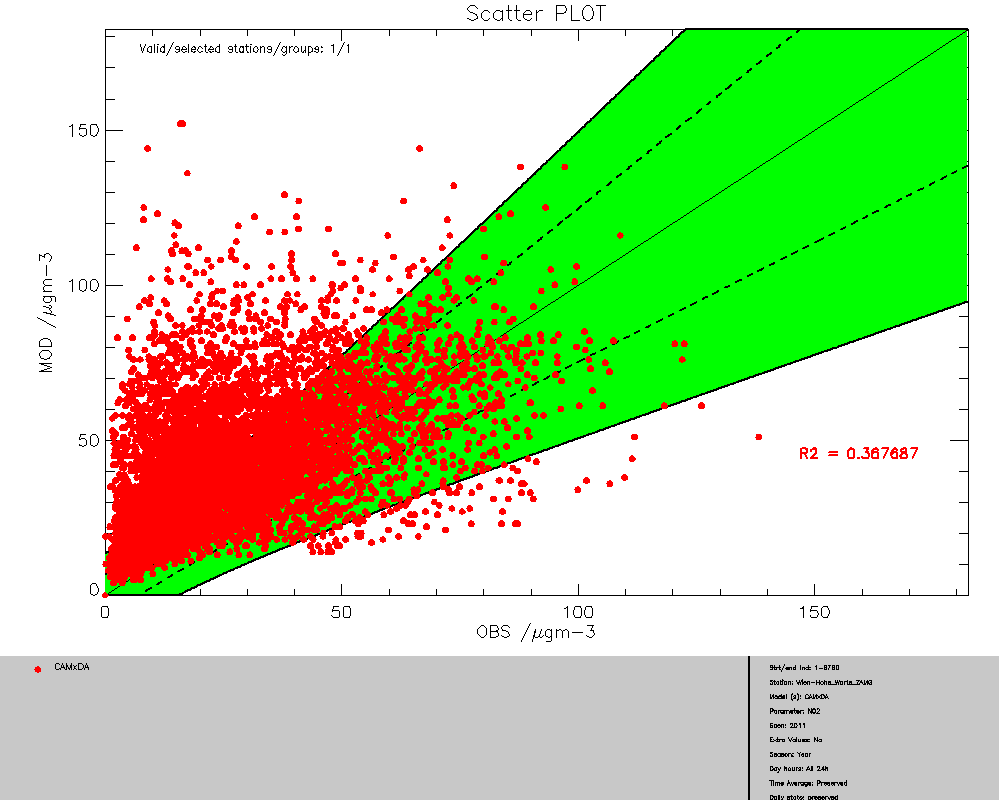 Scatter PLOT
Valid/selected stations/groups: 1/1
150
100
50
0
MOD /µgm-3
R2 = 0.367687
0
50
100
150
OBS /µgm-3
CAMxDA
Strt/end Ind: 1-8760
Station: Wien-Hohe_Warte_ZAMG
Model (s): CAMxDA
Parameter: NO2
Scen: 2011
Extra Values: No
Season: Year
Day hours: All 24h
Time Average: Preserved
Daily stats: preserved